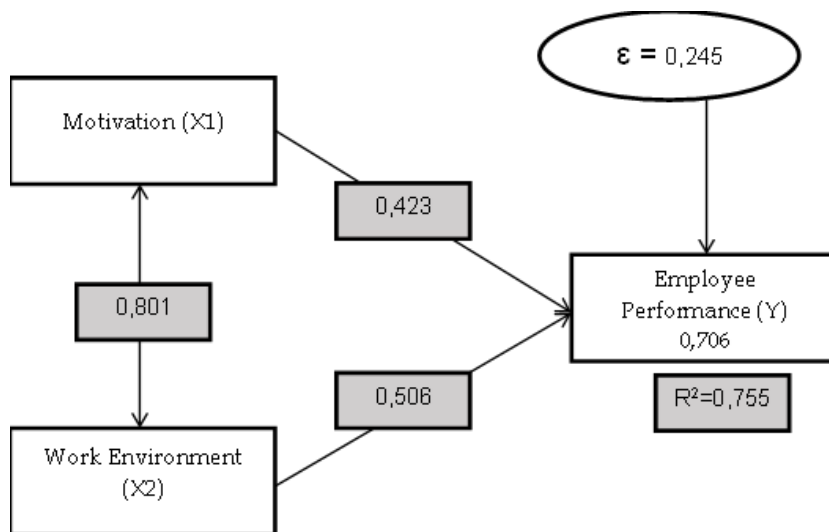 ε = 0,245
Motivation (X1)
0,423
0,801
Employee
Performance (Y)
0,706
0,506
R²=0,755
Work Environment
(X2)